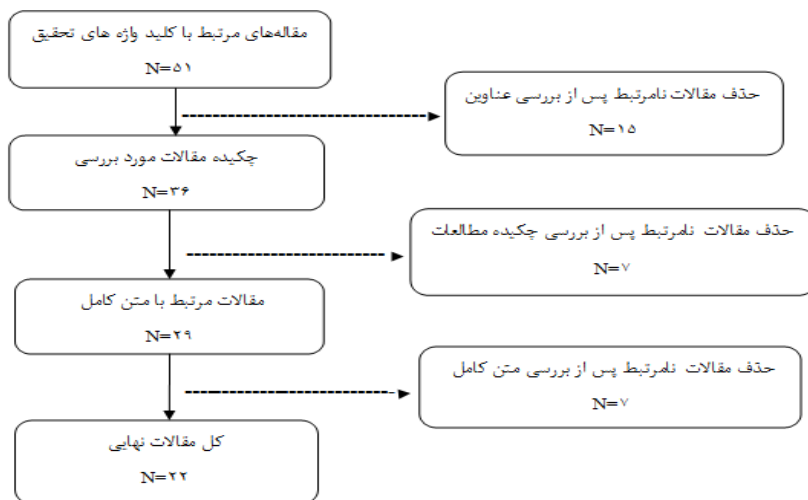 مقاله‌های مرتبط با کلید واژه های تحقیق
N=۵۱
حذف مقالات نامرتبط پس از بررسی عناوین
N=۱۵
چکیده مقالات مورد بررسی
N=۳۶
حذف مقالات نامرتبط پس از بررسی چکیده مطالعات
N=۷
مقالات مرتبط با متن کامل
N=۲۹
حذف مقالات نامرتبط پس از بررسی متن کامل
N=۷
کل مقالات نهایی
N=۲۲